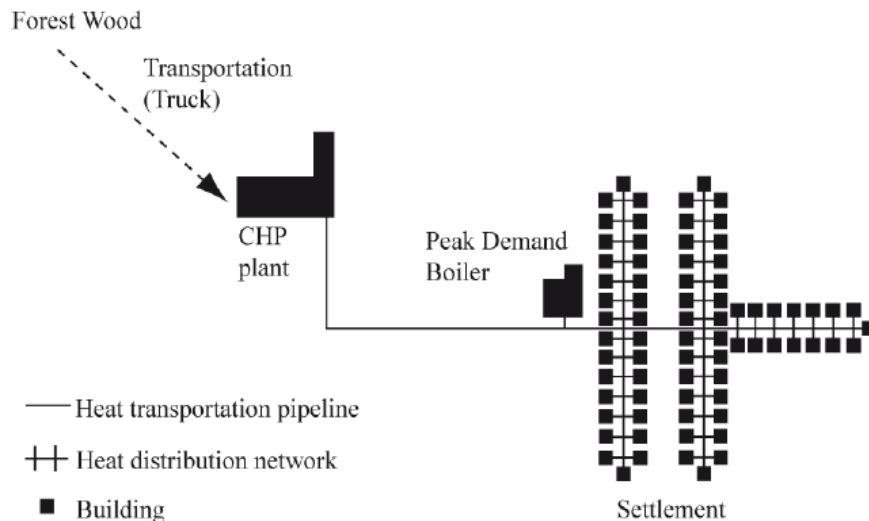 Forest Wood
Transportation
(Truck)
CHP
plant
Peak Demand
Boiler
Heat transportation pipeline
Heat distribution network
Building
Settlement